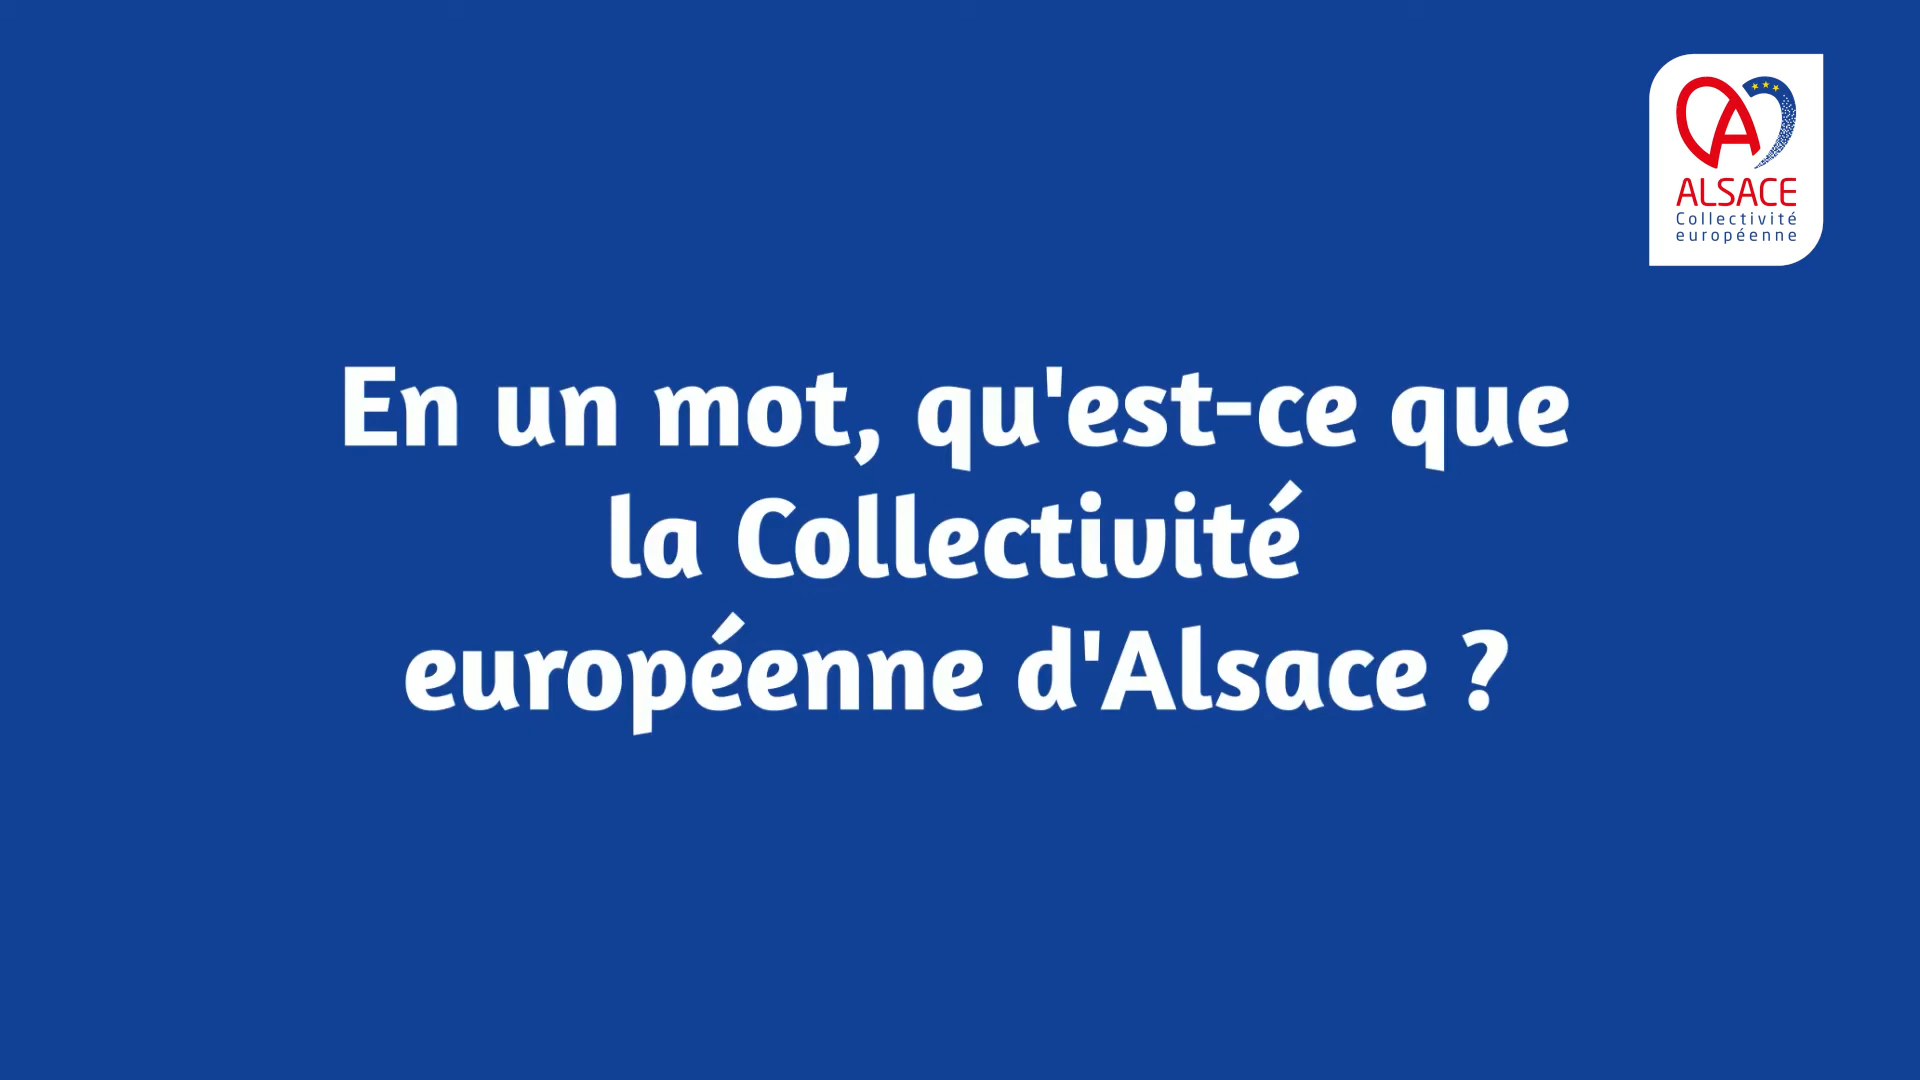 ALSACE
Collectivité
européenne
En un mot, qu'est-ce que
la Collectivité
européenne d'Alsace ?